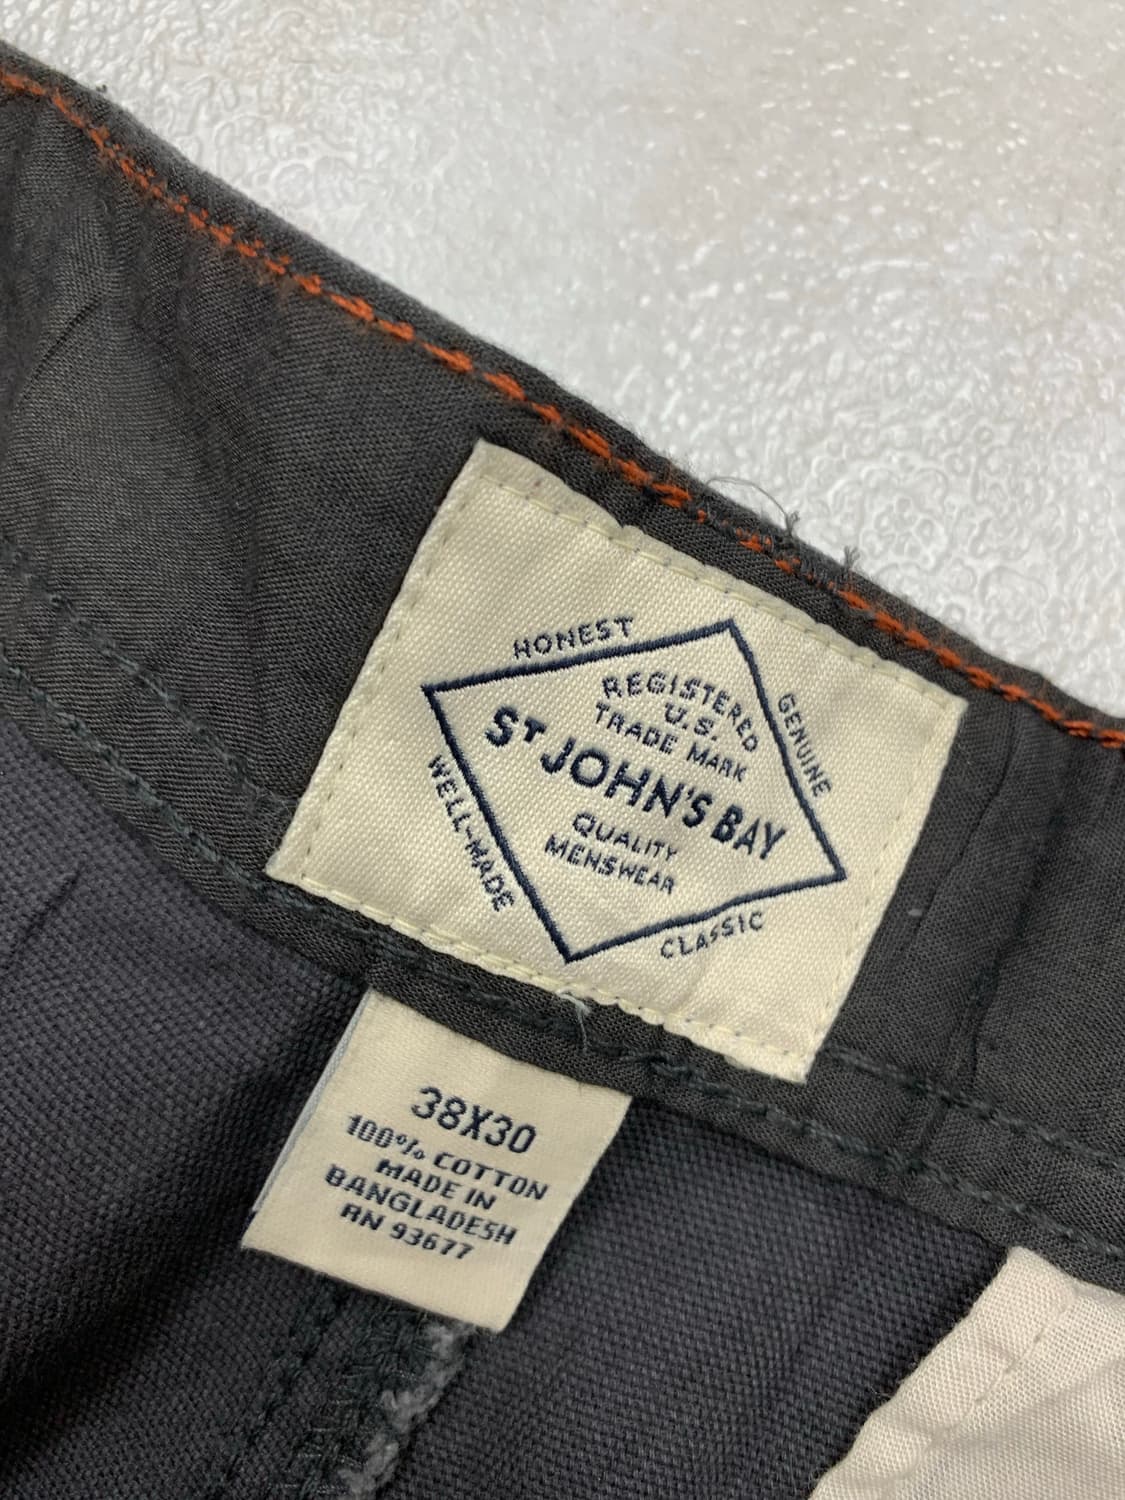 HONEST
GENUINE
REGISTERED
U.S.
TRADE MARK
ST JOHN'S BAY
QUALITY
MENSWEAR
WELL-MADE
CLASSIC
38X30
100% COTTON
MADE IN
BANGLADESH
RN 93677